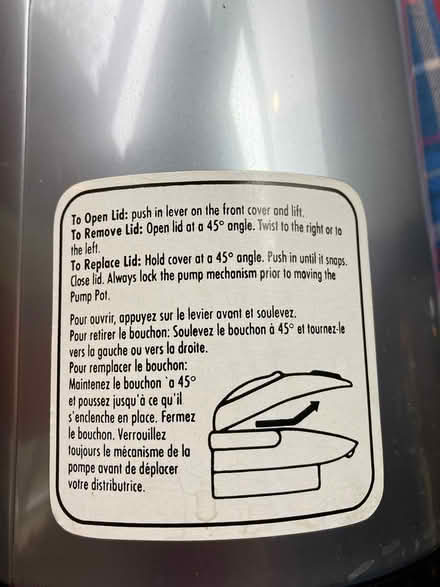 To Open Lid: push in lever on the front cover and lift.
To Remove Lid: Open lid at a 45° angle. Twist to the right or to
the left.
To Replace Lid: Hold cover at a 45° angle. Push in until it snaps.
Close lid. Always lock the pump mechanism prior to moving the
Pump Pot.
Pour ouvrir, appuyez sur le levier avant et soulevez.
Pour retirer le bouchon: Soulevez le bouchon à 45° et tournez-le
vers la gauche ou vers la droite.
Pour remplacer le bouchon:
Maintenez le bouchon `a 45°
et poussez jusqu'à ce qu'il
s'enclenche en place. Fermez
le bouchon. Verrouillez
toujours le mécanisme de la
pompe avant de déplacer
votre distributrice.